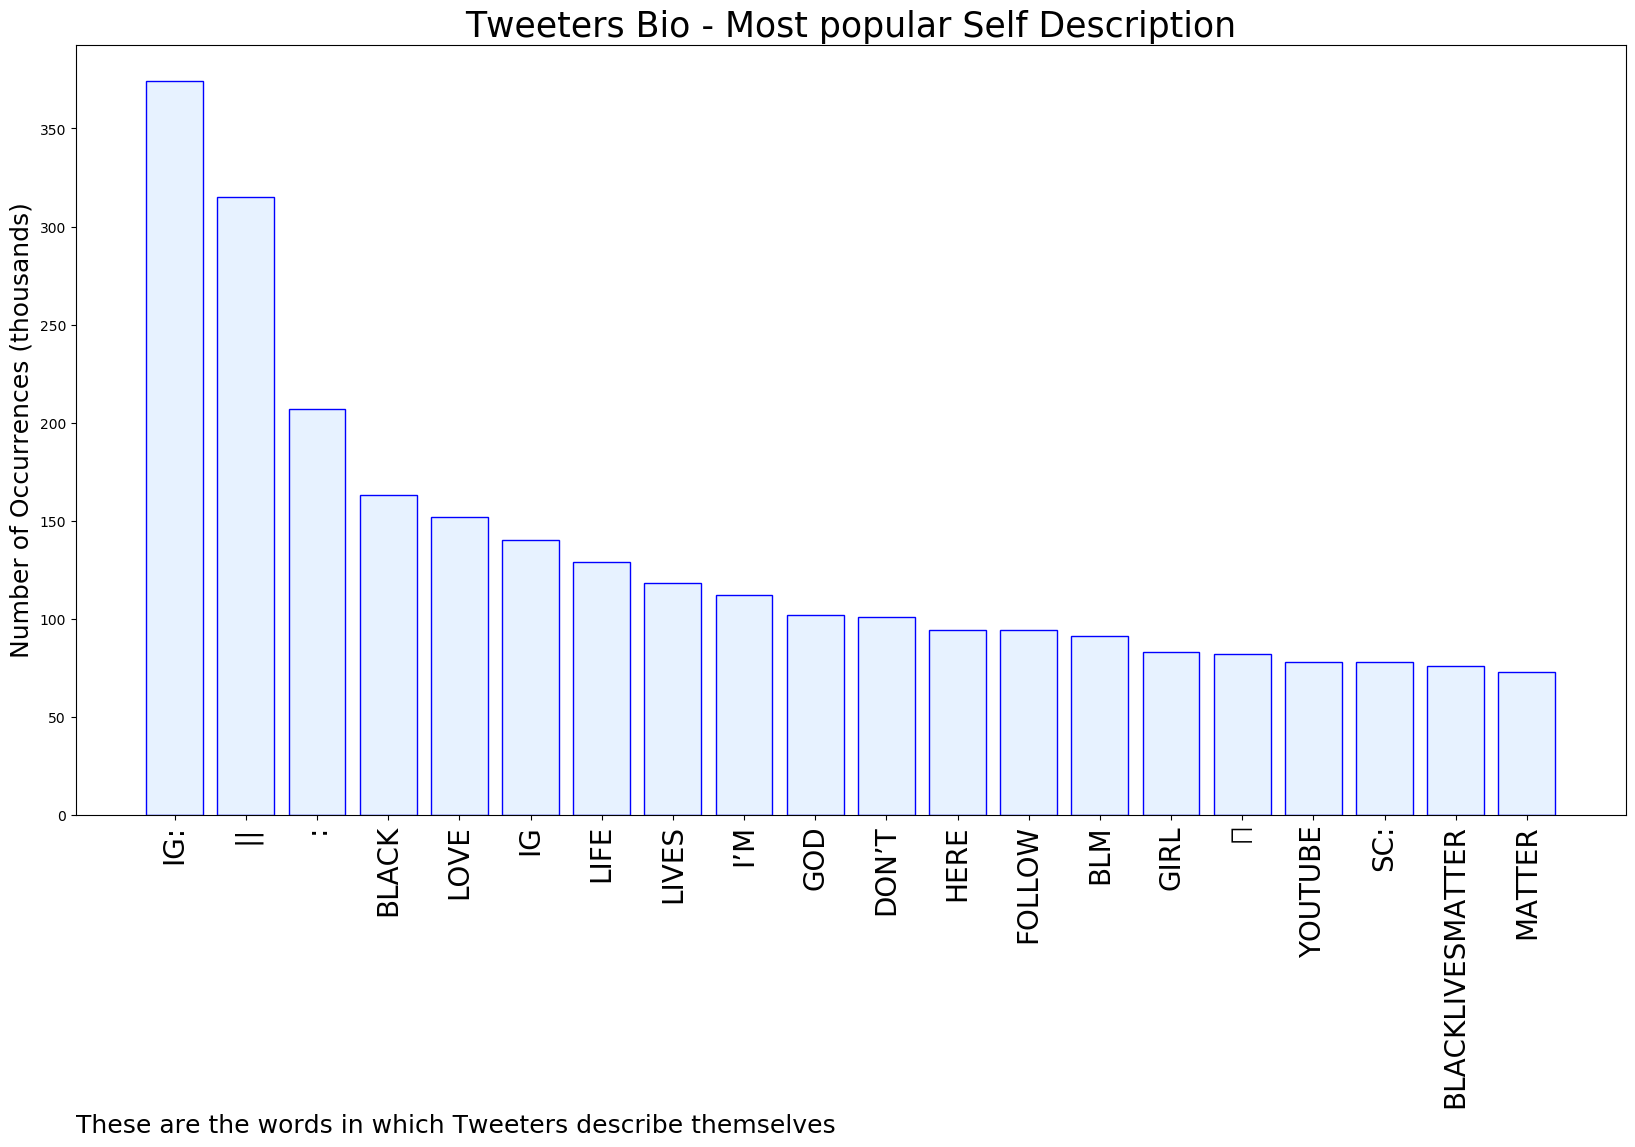 Tweeters Bio - Most popular Self Description
Number of Occurrences (thousands)
350
300
250
200
150
100
50
0
IG:
||
:
BLACK
LOVE
IG
LIFE
LIVES
I’M
GOD
DON’T
HERE
FOLLOW
BLM
GIRL
YOUTUBE
SC:
BLACKLIVESMATTER
MATTER
These are the words in which Tweeters describe themselves